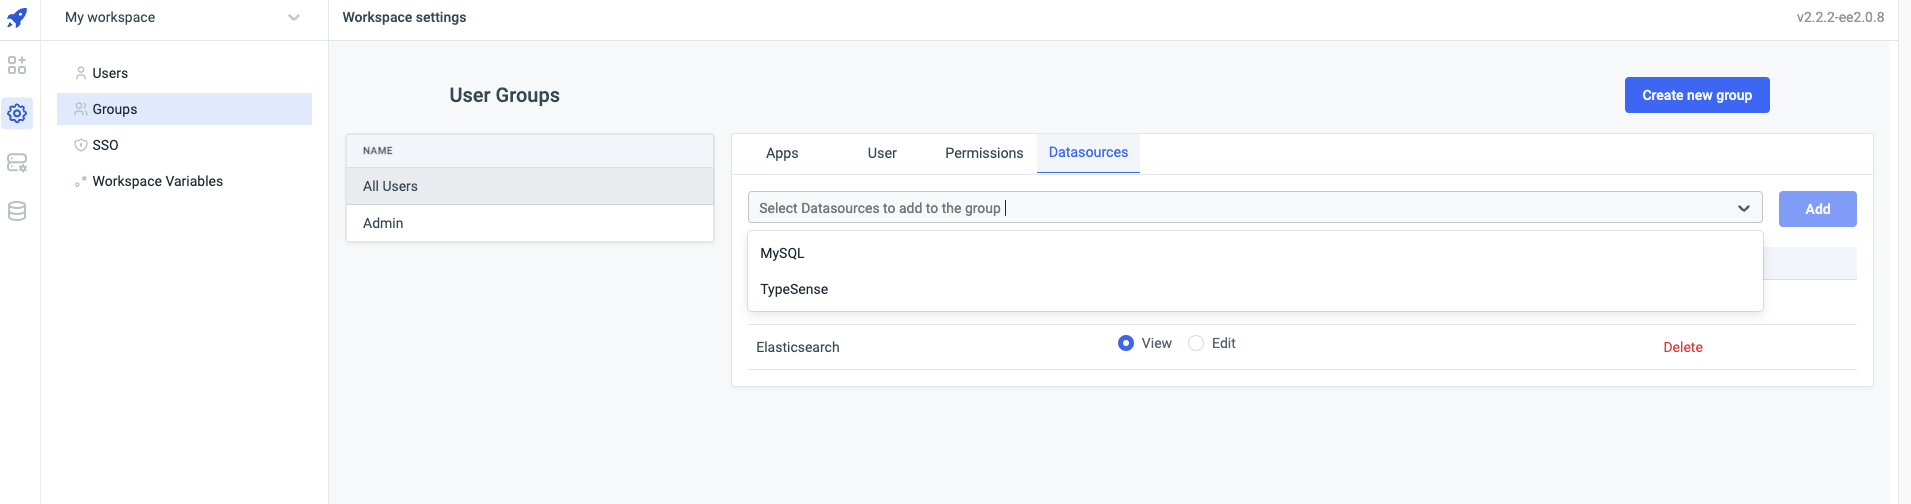 My workspace
Workspace settings
v2.2.2-ee2.0.8
Users
Groups
SSO
Workspace Variables
User Groups
Create new group
NAME
All Users
Admin
Apps
User
Permissions
Datasources
Select Datasources to add to the group
Add
MySQL
TypeSense
Elasticsearch
View
Edit
Delete